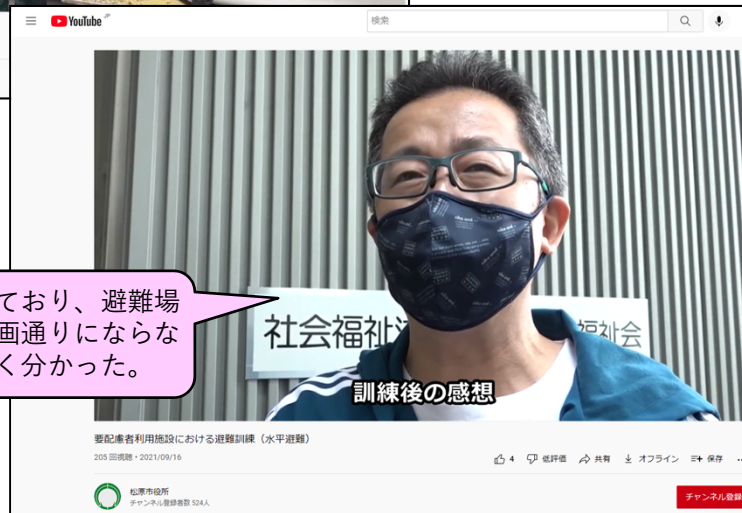 YouTube JP
検索
社会福祉
福祉会
ており、避難場
画通りにならな
く分かった。
訓練後の感想
要配慮者利用施設における避難訓練（水平避難）
205 回視聴・2021/09/16
4 低評価 共有 オフライン 保存 …
松原市役所
チャンネル登録者数 524人
チャンネル登録